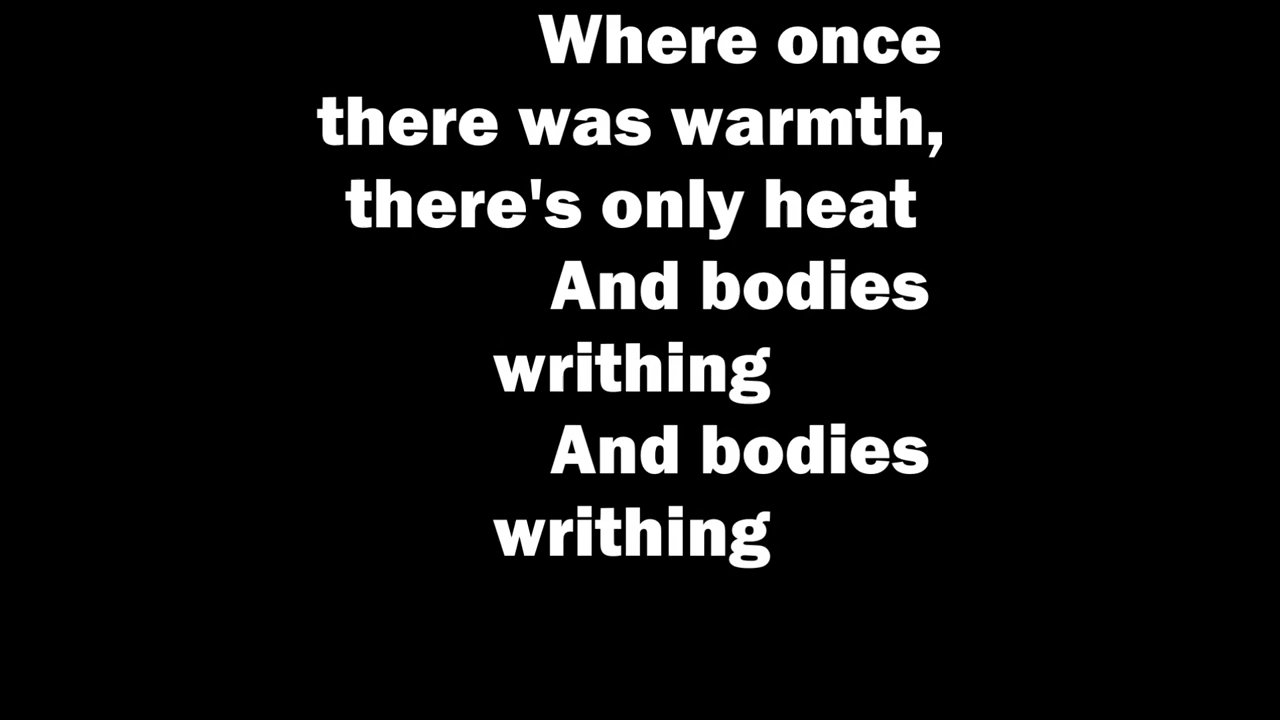 Where once
there was warmth,
there's only heat
And bodies
writhing
And bodies
writhing